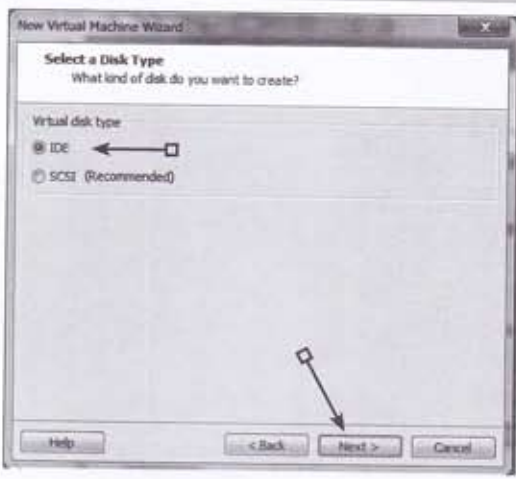 New Virtual Machine Wizard
Select a Disk Type
What kind of disk do you want to create?
Virtual disk type
IDE
SCSI (Recommended)
Help
< Back
Next >
Cancel